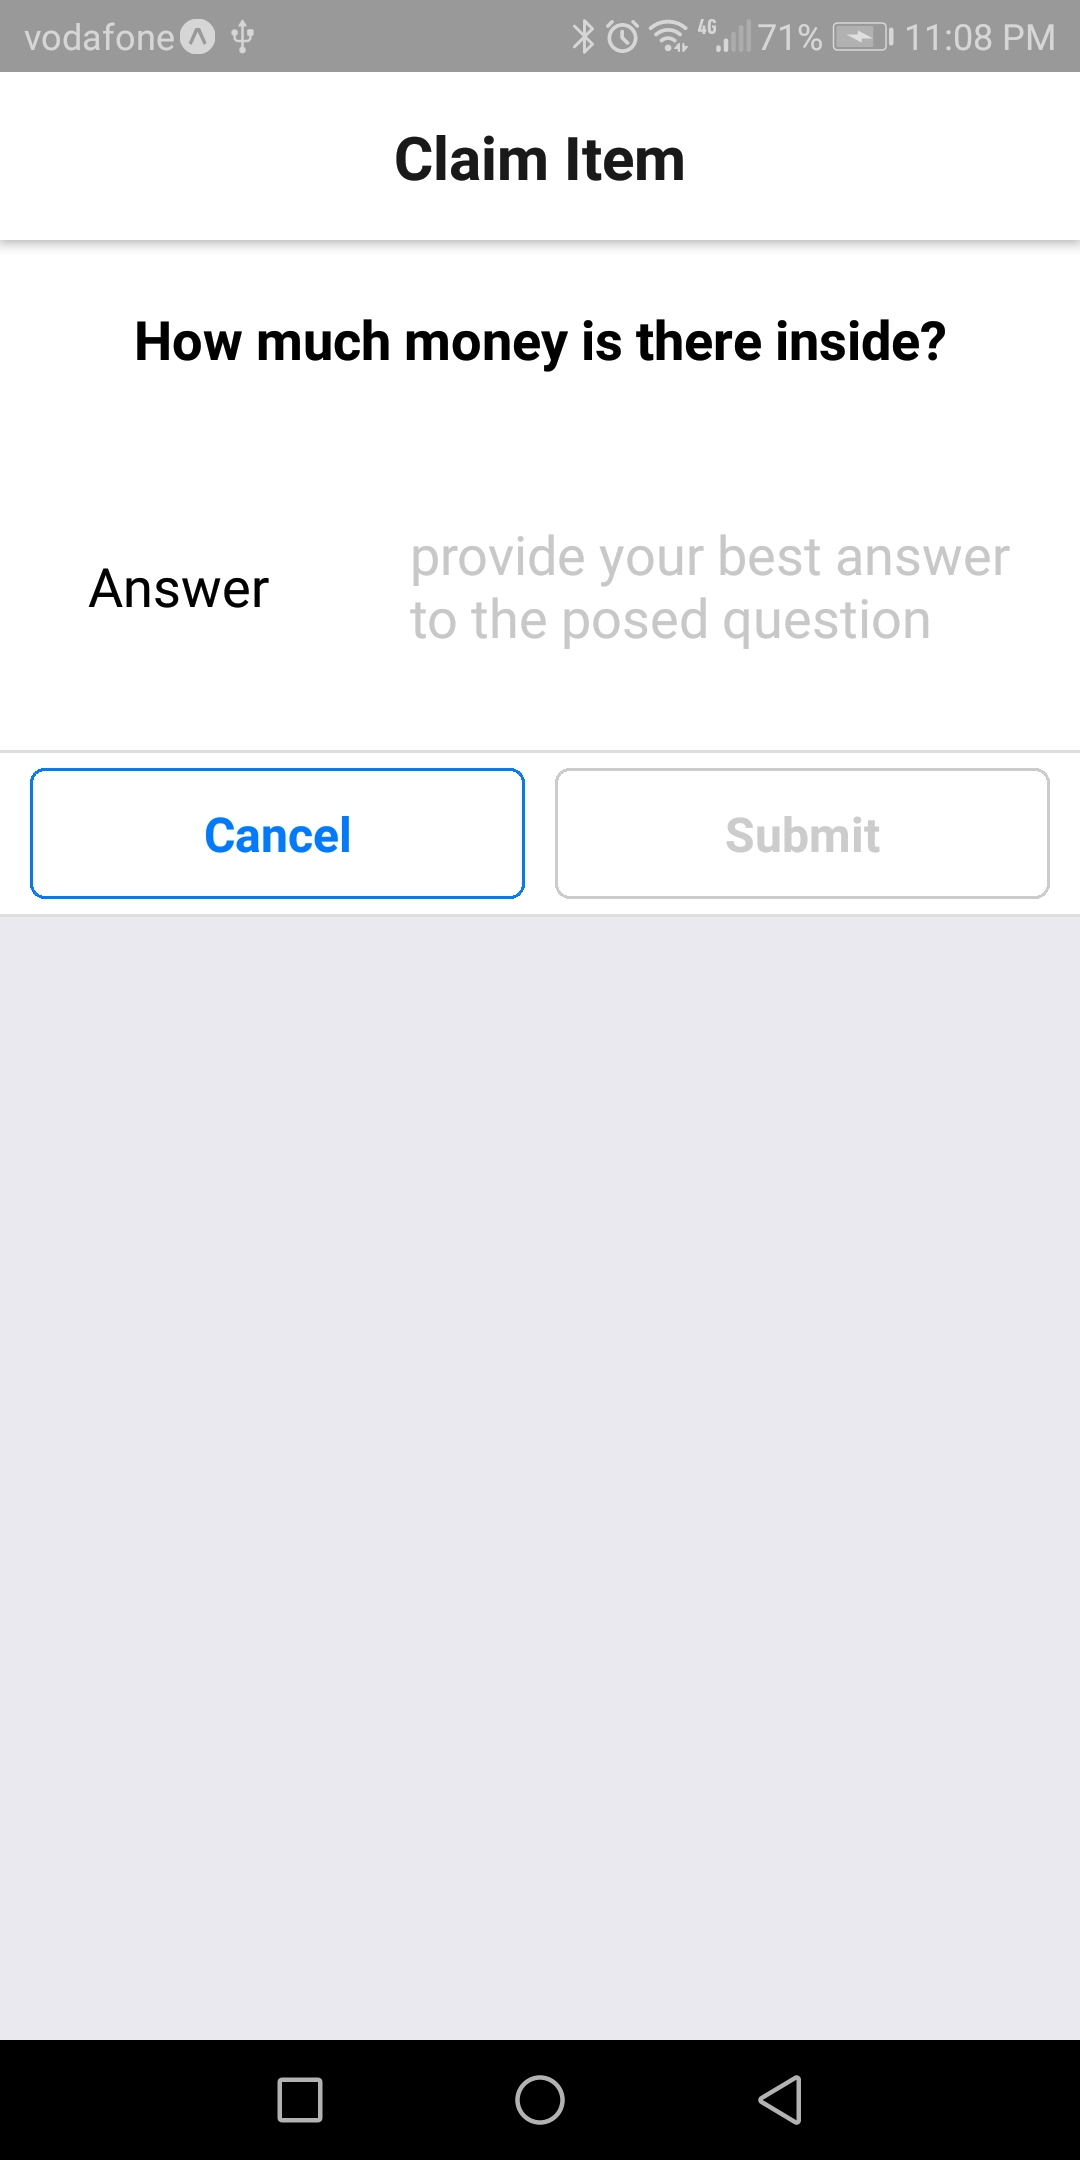 vodafone 4G 71% 11:08 PM
Claim Item
How much money is there inside?
Answer
provide your best answer
to the posed question
Cancel Submit